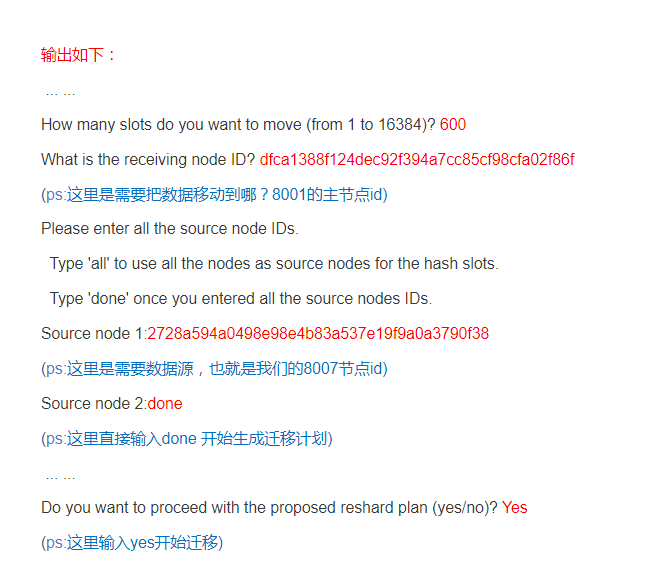 输出如下：
... ...
How many slots do you want to move (from 1 to 16384)? 600
What is the receiving node ID? dfca1388f124dec92f394a7cc85cf98cfa02f86f
(ps:这里是需要把数据移动到哪？8001的主节点id)
Please enter all the source node IDs.
Type 'all' to use all the nodes as source nodes for the hash slots.
Type 'done' once you entered all the source nodes IDs.
Source node 1:2728a594a0498e98e4b83a537e19f9a0a3790f38
(ps:这里是需要数据源，也就是我们的8007节点id)
Source node 2:done
(ps:这里直接输入done 开始生成迁移计划)
... ...
Do you want to proceed with the proposed reshard plan (yes/no)? Yes
(ps:这里输入yes开始迁移)